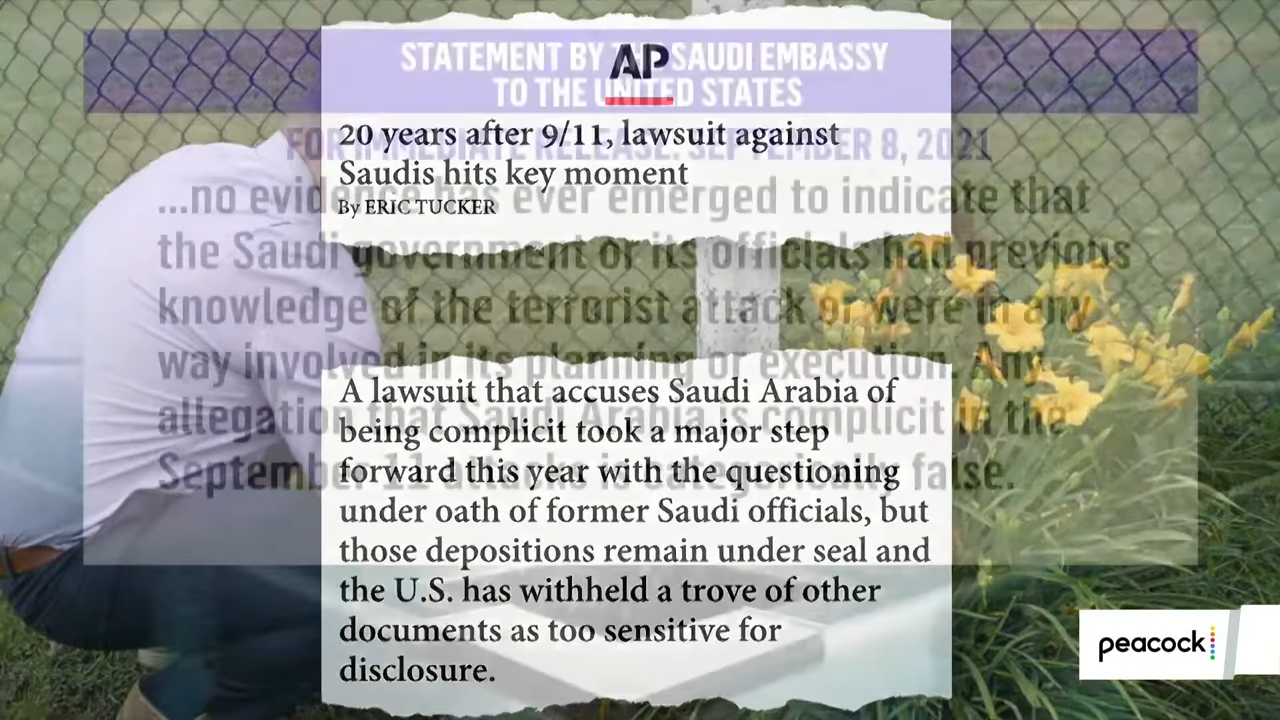 STATEMENT BY THE SAUDI EMBASSY
TO THE UNITED STATES
FOR IMMEDIATE RELEASE: SEPTEMBER 8, 2021
...no evidence has ever emerged to indicate that
the Saudi government or its officials had previous
knowledge of the terrorist attack or were in any
way involved in its planning or execution. Any
allegation that Saudi Arabia is complicit in the
September 11 attacks is categorically false.
AP
20 years after 9/11, lawsuit against
Saudis hits key moment
By ERIC TUCKER
A lawsuit that accuses Saudi Arabia of
being complicit took a major step
forward this year with the questioning
under oath of former Saudi officials, but
those depositions remain under seal and
the U.S. has withheld a trove of other
documents as too sensitive for
disclosure.
peacock